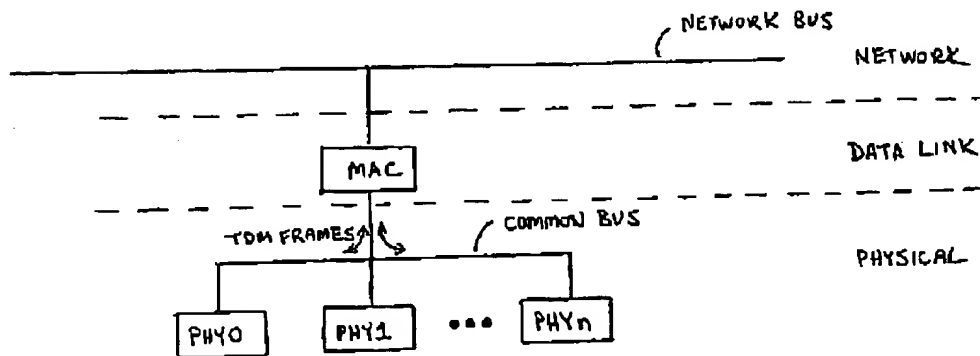 NETWORK BUS
NETWORK
MAC
DATA LINK
TDM FRAMES
COMMON BUS
PHYSICAL
PHY0
PHY1
PHYn